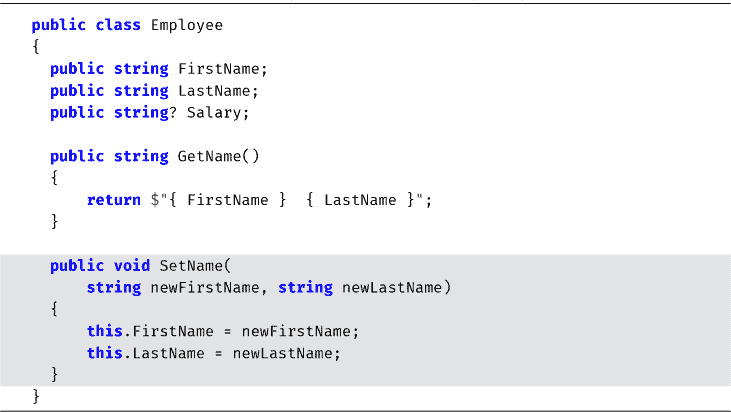 public class Employee
{
  public string FirstName;
  public string LastName;
  public string? Salary;

  public string GetName()
  {
      return $"{ FirstName }  { LastName }";
  }

  public void SetName(
      string newFirstName, string newLastName)
  {
      this.FirstName = newFirstName;
      this.LastName = newLastName;
  }
}